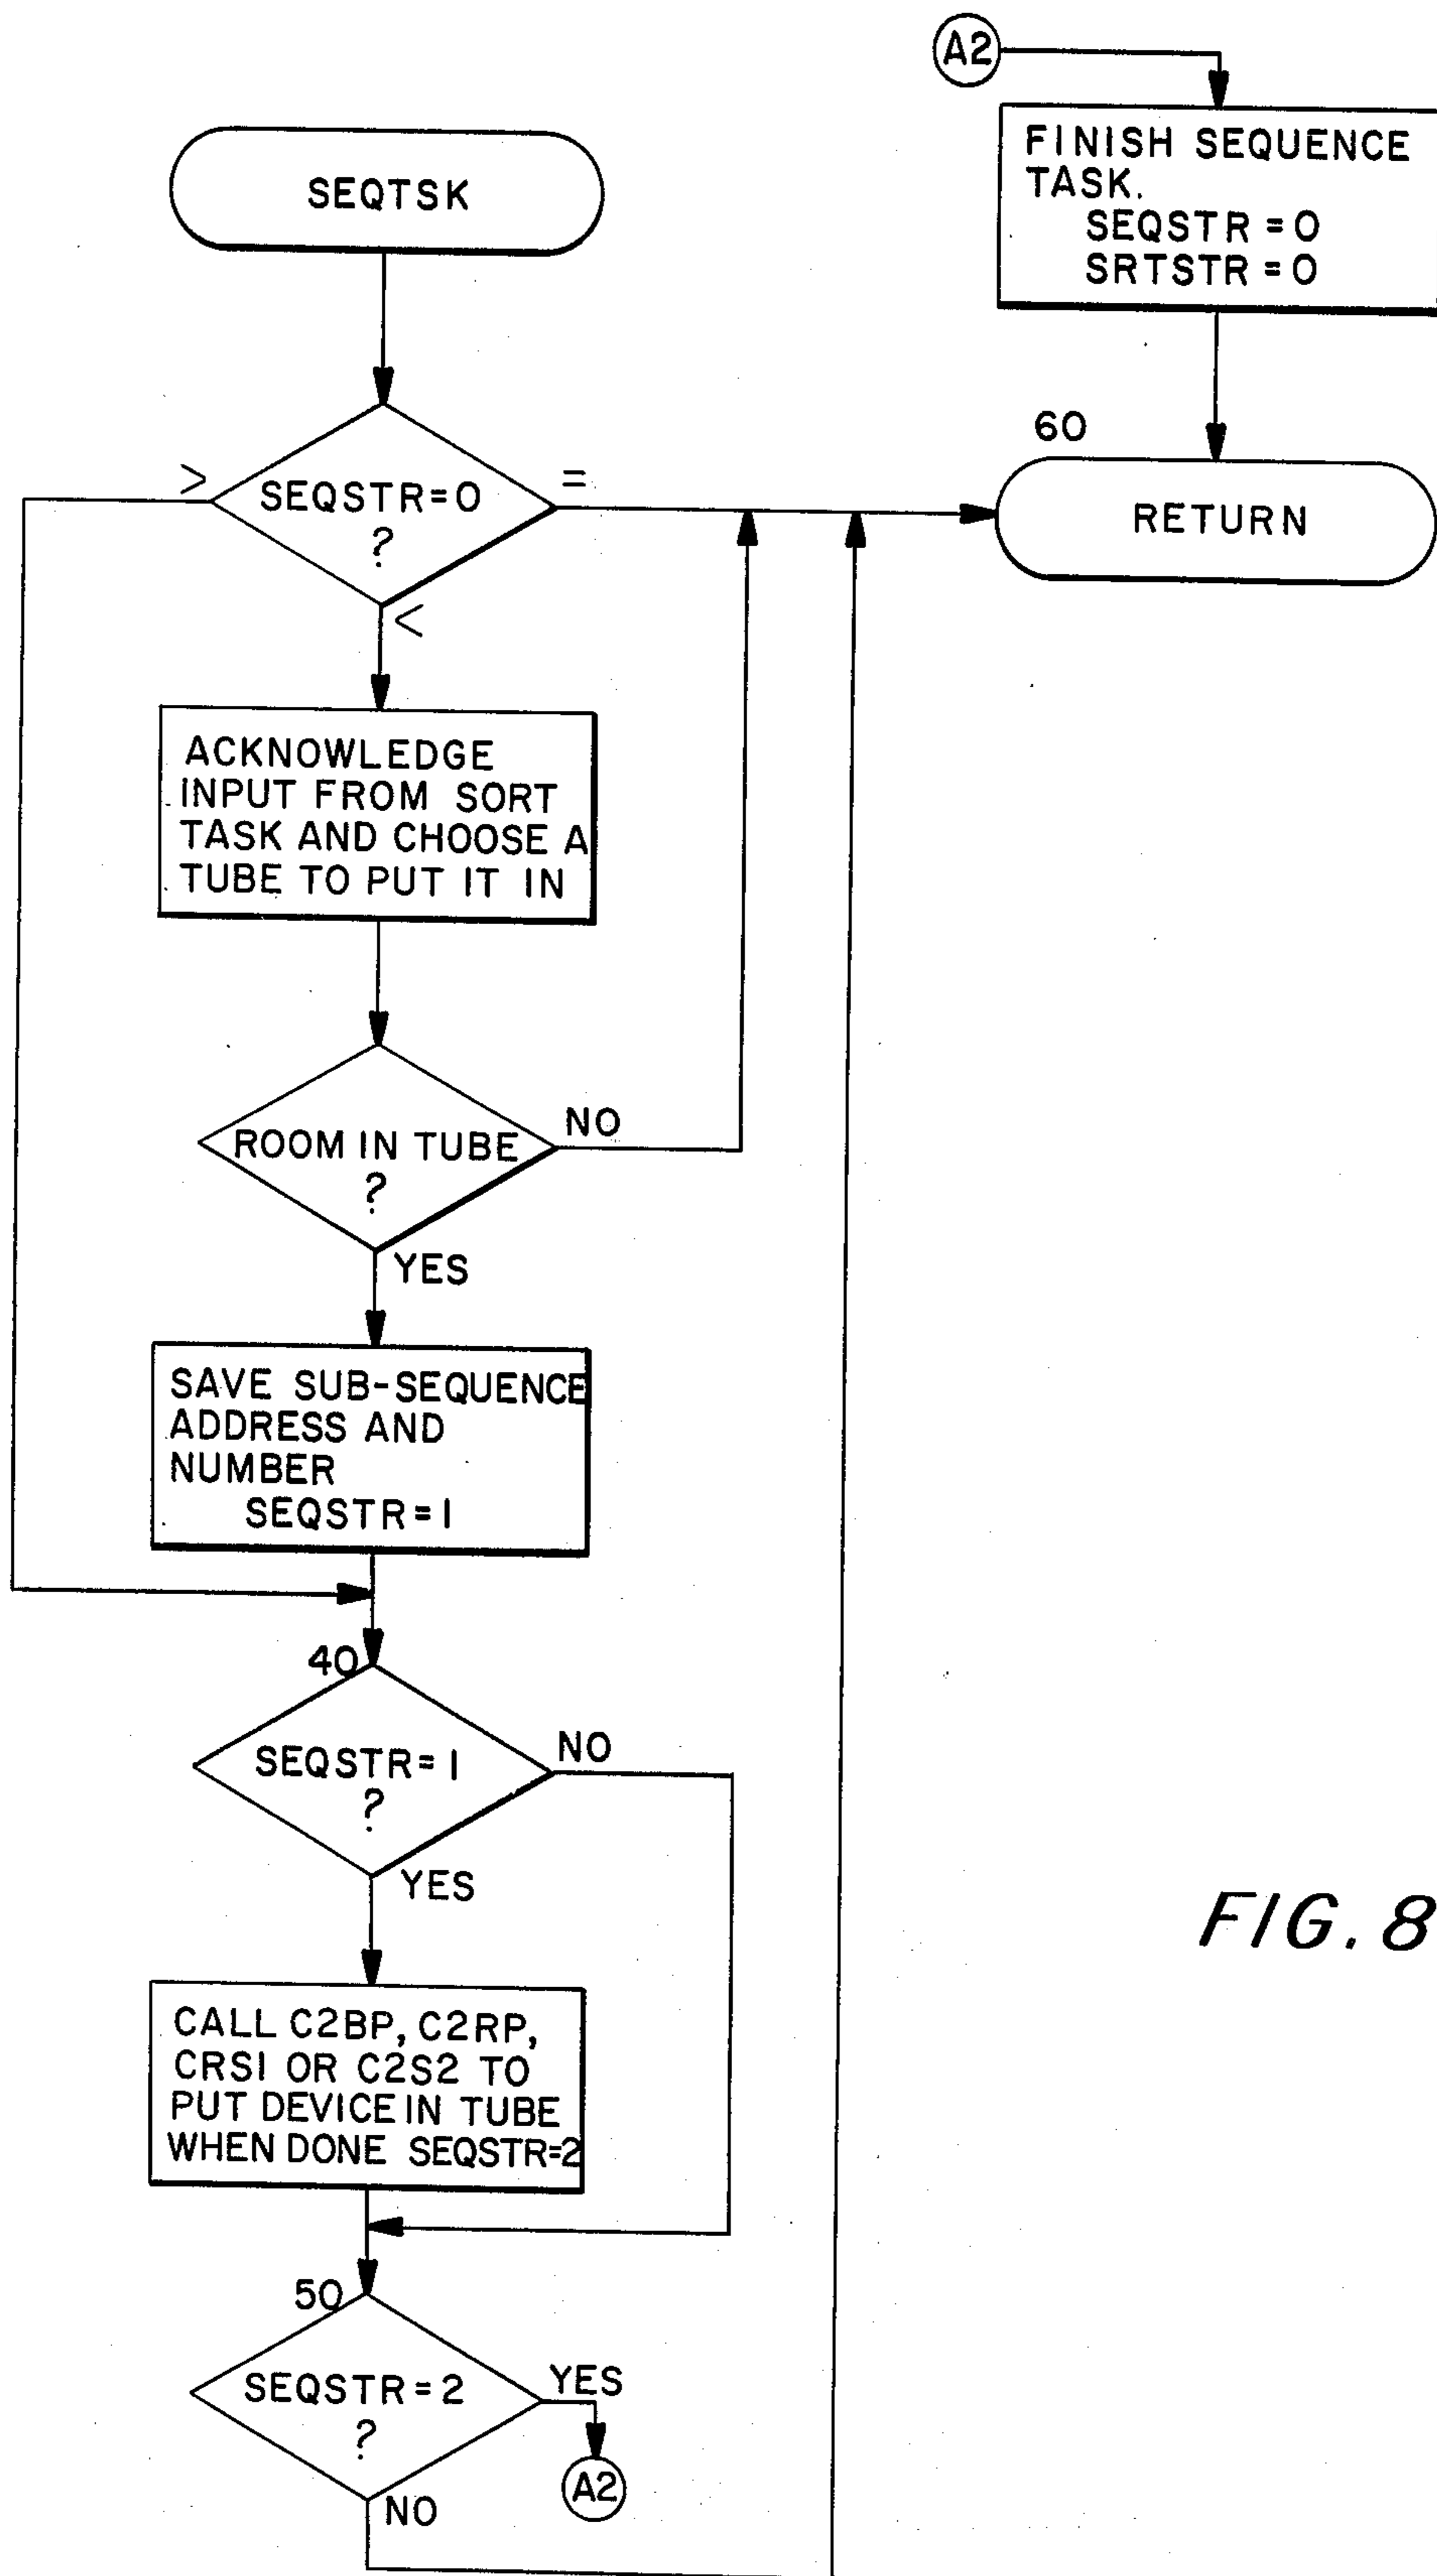 SEQTSK
>
SEQSTR=0
?
=
<
ACKNOWLEDGE
INPUT FROM SORT
TASK AND CHOOSE A
TUBE TO PUT IT IN
ROOM IN TUBE
?
NO
YES
SAVE SUB-SEQUENCE
ADDRESS AND
NUMBER
SEQSTR=1
40
SEQSTR=1
?
NO
YES
CALL C2BP, C2RP,
CRS1 OR C2S2 TO
PUT DEVICE IN TUBE
WHEN DONE SEQSTR=2
50
SEQSTR=2
?
YES
A2
NO
A2
FINISH SEQUENCE
TASK.
SEQSTR=0
SRTSTR=0
60
RETURN
FIG. 8